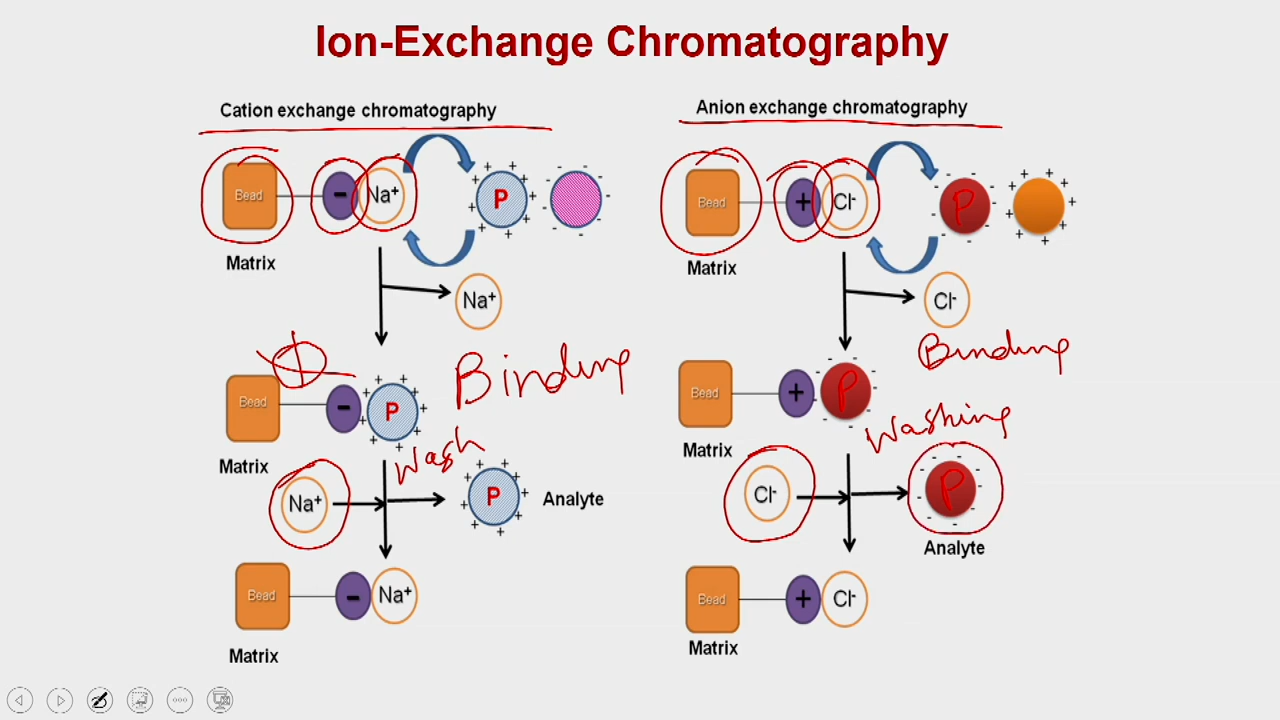 Ion-Exchange Chromatography
Cation exchange chromatography
Bead
-
Na⁺
P
Matrix
Na⁺
Binding
Bead
-
P
Matrix
Wash
Na⁺
P
Analyte
Bead
-
Na⁺
Matrix
Anion exchange chromatography
Bead
+
Cl⁻
P
Matrix
Cl⁻
Binding
Bead
+
P
Matrix
Washing
Cl⁻
P
Analyte
Bead
+
Cl⁻
Matrix